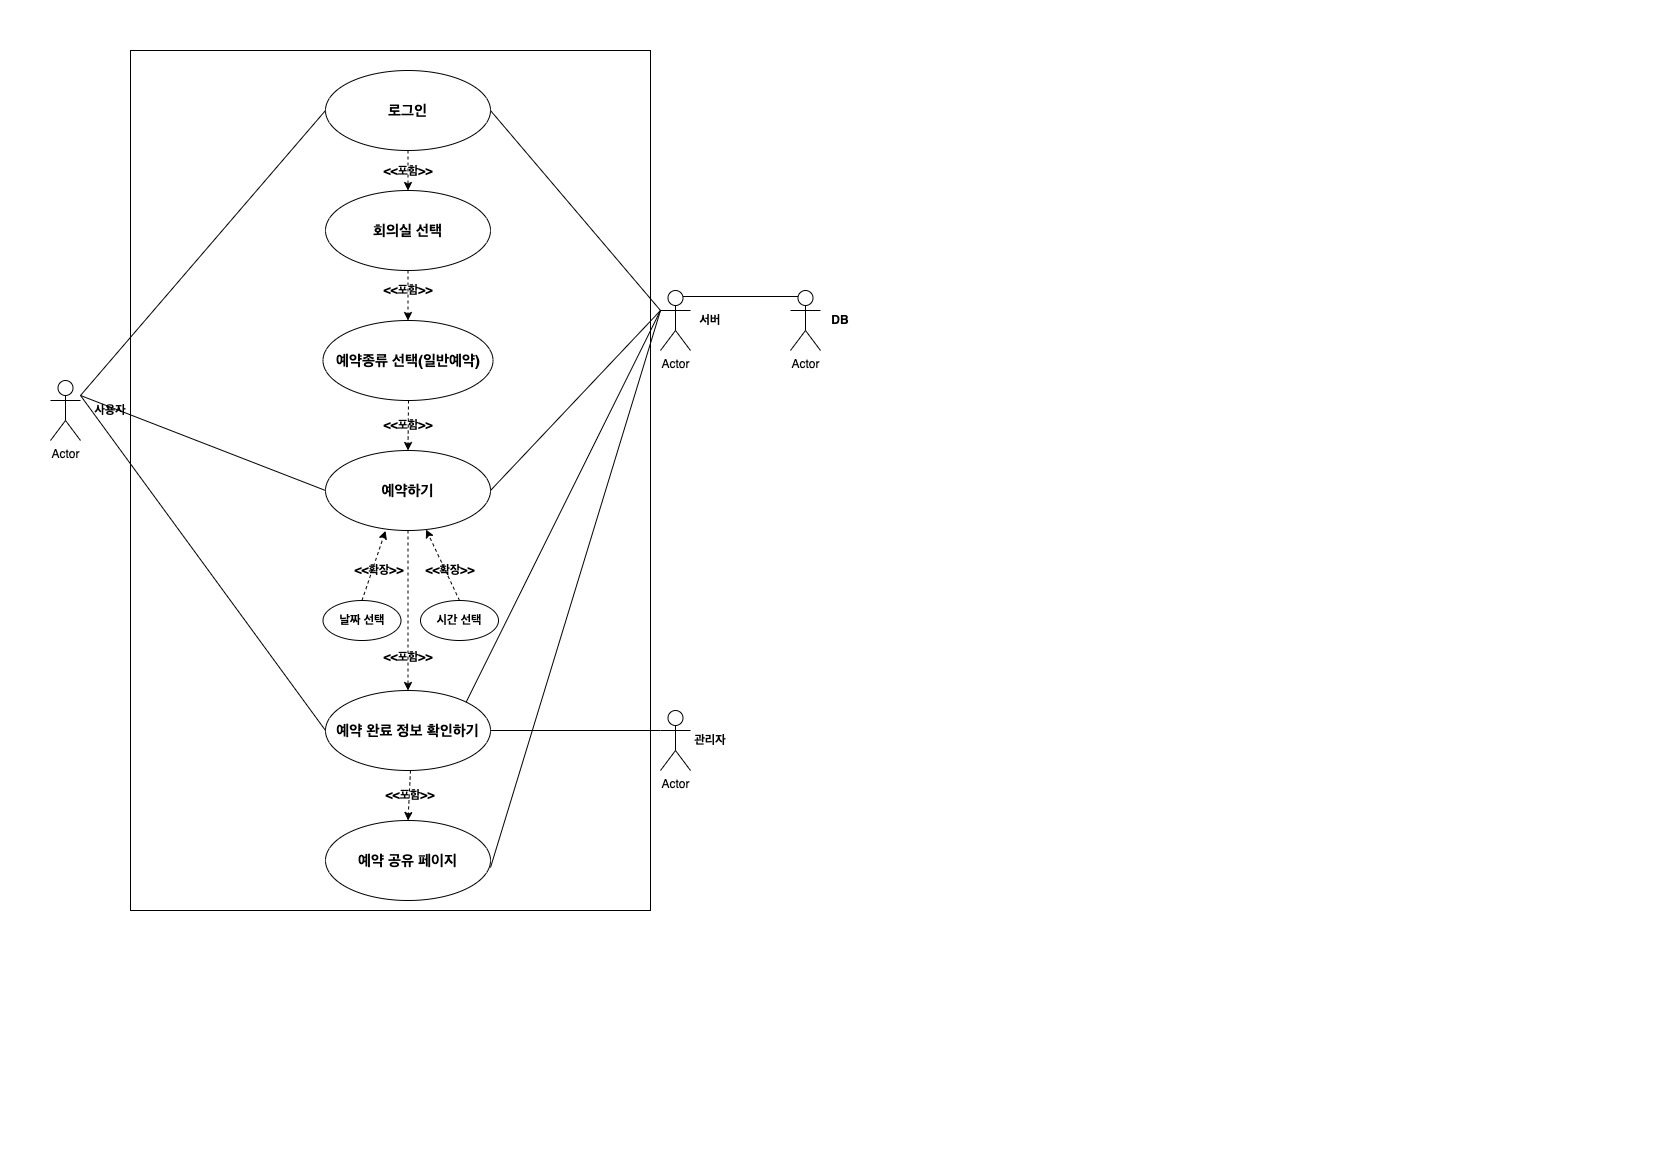 로그인
<<포함>>
회의실 선택
<<포함>>
서버
DB
예약종류 선택(일반예약)
Actor
Actor
사용자
<<포함>>
Actor
예약하기
<<확장>>
<<확장>>
날짜 선택
시간 선택
<<포함>>
예약 완료 정보 확인하기
관리자
Actor
<<포함>>
예약 공유 페이지